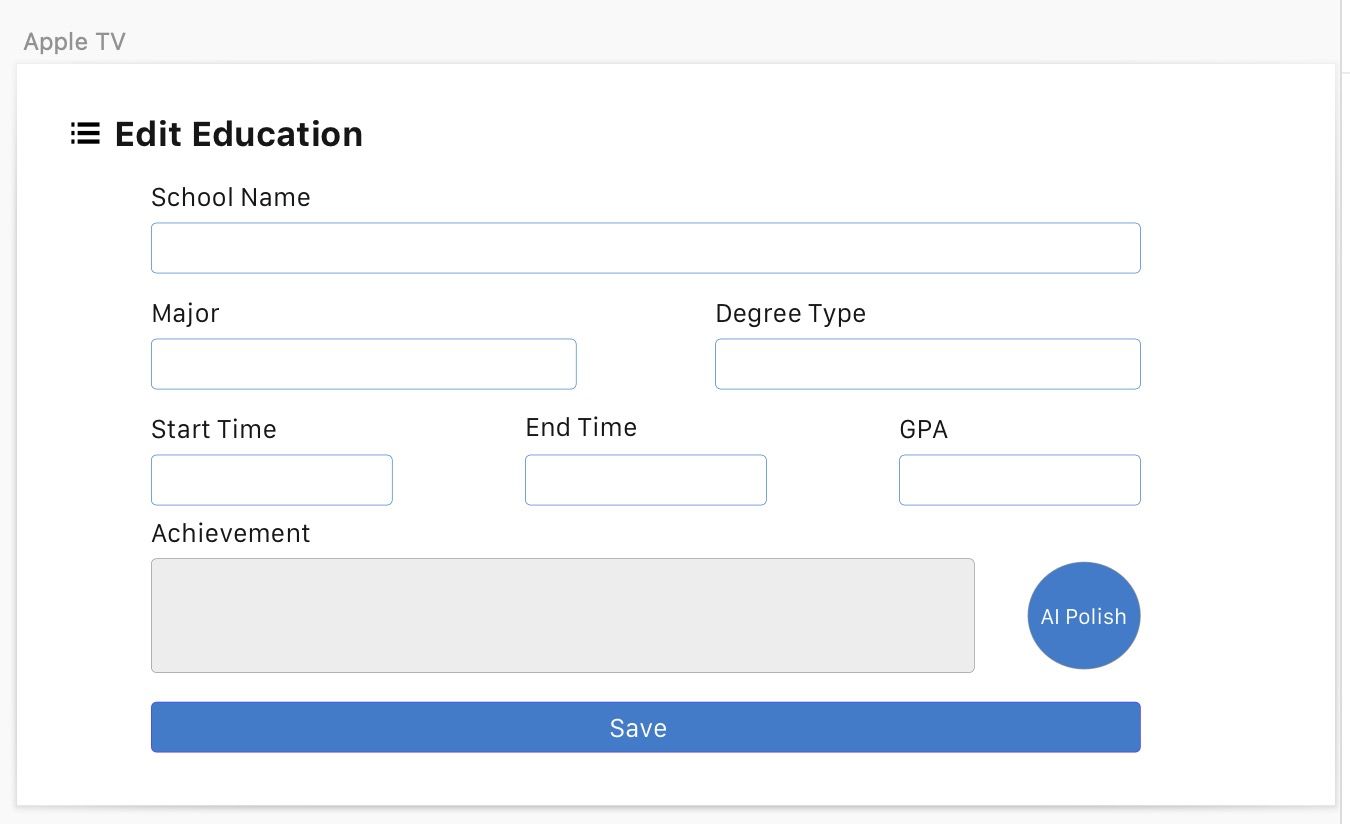 Apple TV
Edit Education
School Name
Major
Degree Type
Start Time
End Time
GPA
Achievement
AI Polish
Save